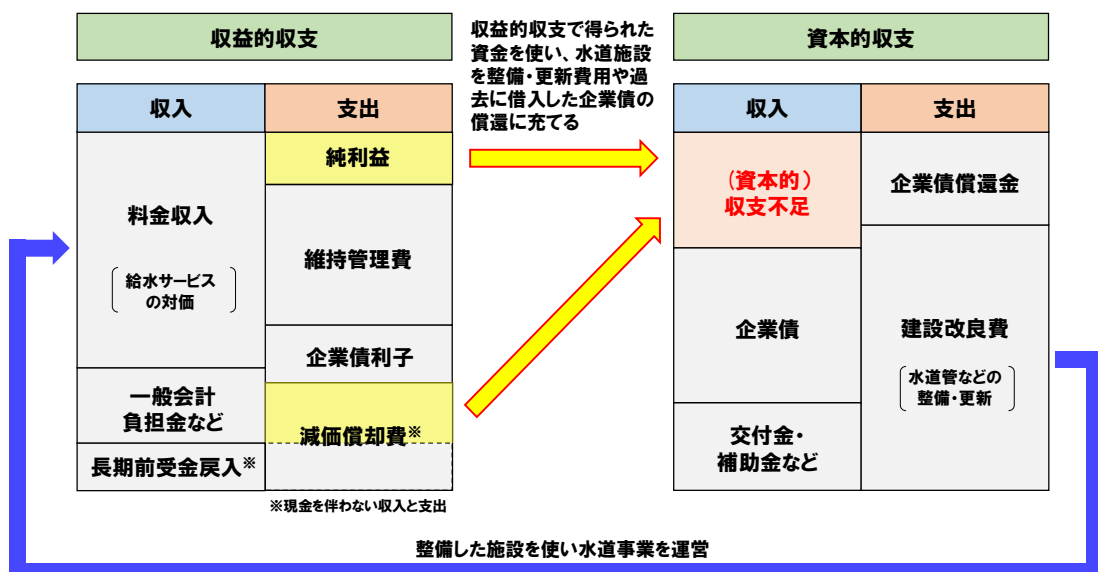 収益的収支
収益的収支で得られた
資金を使い、水道施設
を整備・更新費用や過
去に借入した企業債の
償還に充てる
資本的収支
収入
支出
料金収入
給水サービス
の対価
一般会計
負担金など
長期前受金戻入※
純利益
維持管理費
企業債利子
減価償却費※
※現金を伴わない収入と支出
収入
支出
(資本的)
収支不足
企業債
交付金・
補助金など
企業債償還金
建設改良費
水道管などの
整備・更新
整備した施設を使い水道事業を運営